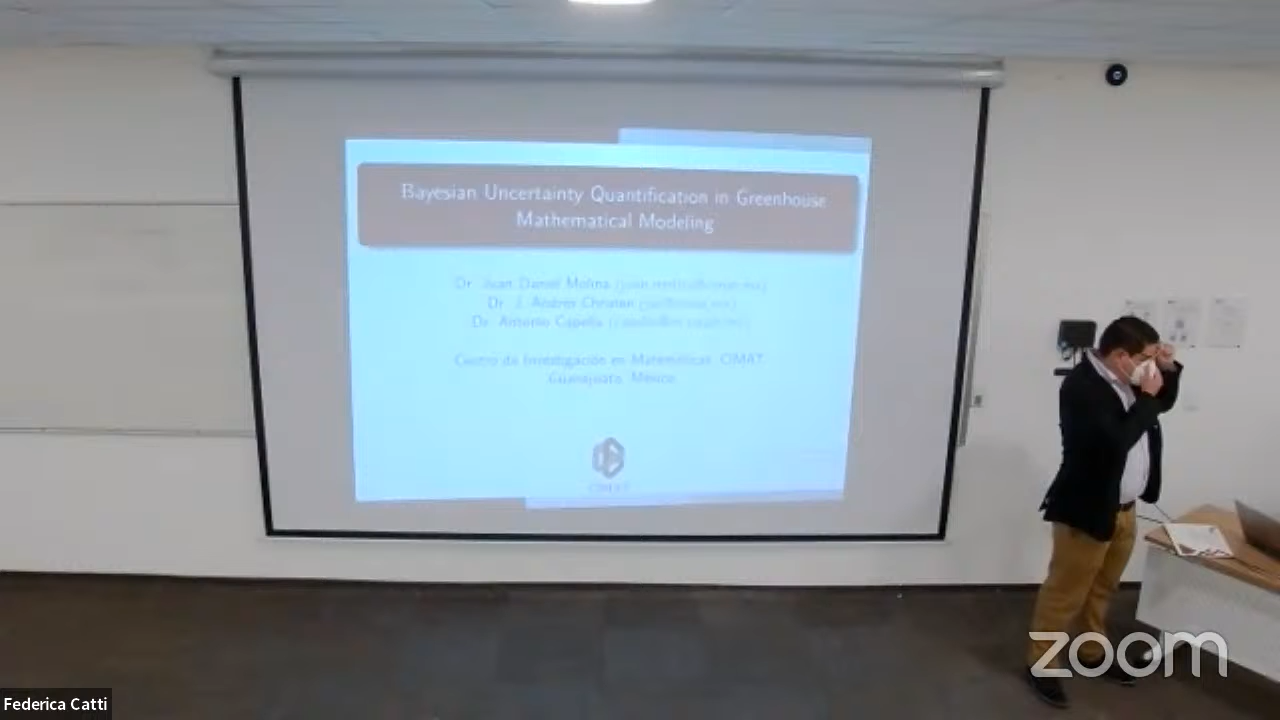 Bayesian Uncertainty Quantification in Greenhouse
Mathematical Modeling
Dr. Juan Daniel Molina
Dr. J. Andrés Christen
Dr. Antonio Capella
Centro de Investigación en Matemáticas, CIMAT.
Guanajuato, México.
CIMAT
zoom
Federica Catti